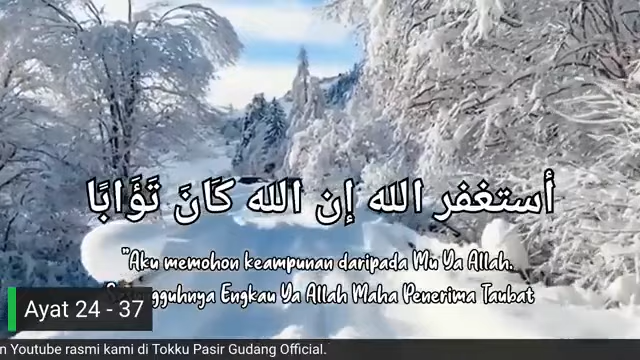 أستغفر الله إن الله كَانَ تَوَّابًا
"Aku memohon keampunan daripada Mu Ya Allah.
Engkau Ya Allah Maha Penerima Taubat
Ayat 24 - 37
Youtube rasmi kami di Tokku Pasir Gudang Official.